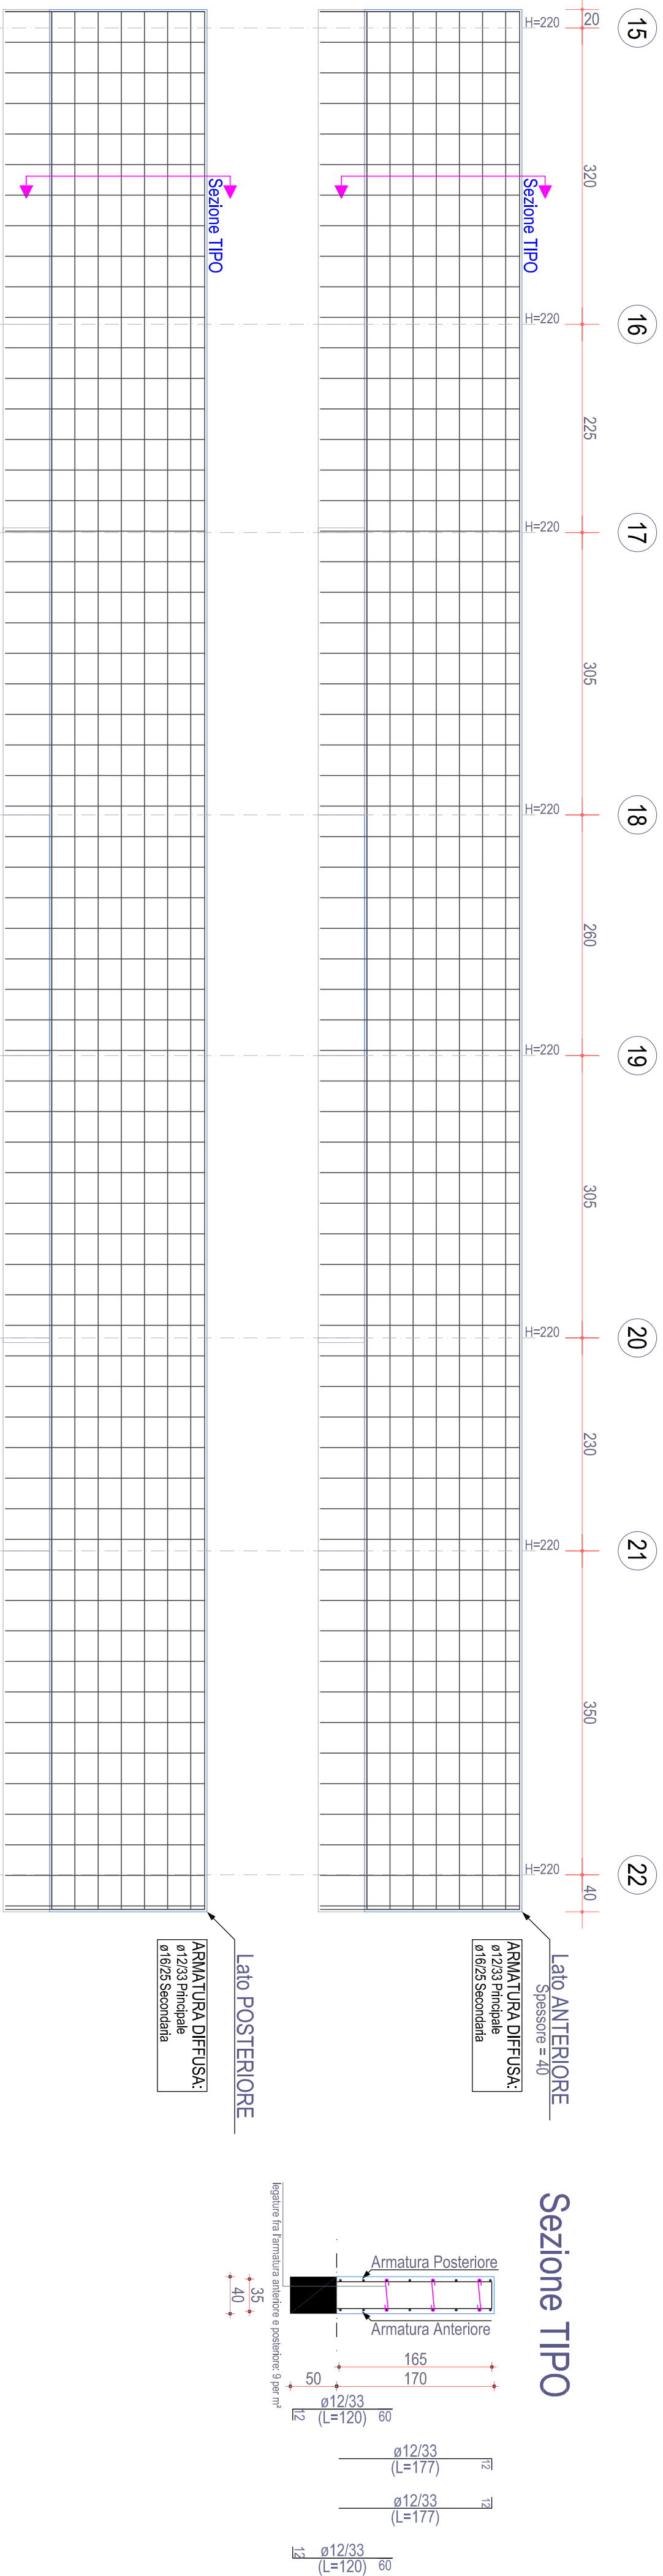 15
16
17
18
19
20
21
22
20
320
225
305
260
305
230
350
40
H=220
H=220
H=220
H=220
H=220
H=220
H=220
H=220
Sezione TIPO
Lato ANTERIORE
Spessore = 40
ARMATURA DIFFUSA:
ø12/33 Principale
ø16/25 Secondaria
Sezione TIPO
Lato POSTERIORE
ARMATURA DIFFUSA:
ø12/33 Principale
ø16/25 Secondaria
Sezione TIPO
Armatura Posteriore
Armatura Anteriore
legature fra l'armatura anteriore e posteriore: 9 per m²
35
40
165
50
170
ø12/33
(L=120)
12
60
ø12/33
(L=177)
12
ø12/33
(L=177)
12
ø12/33
(L=120)
12
60